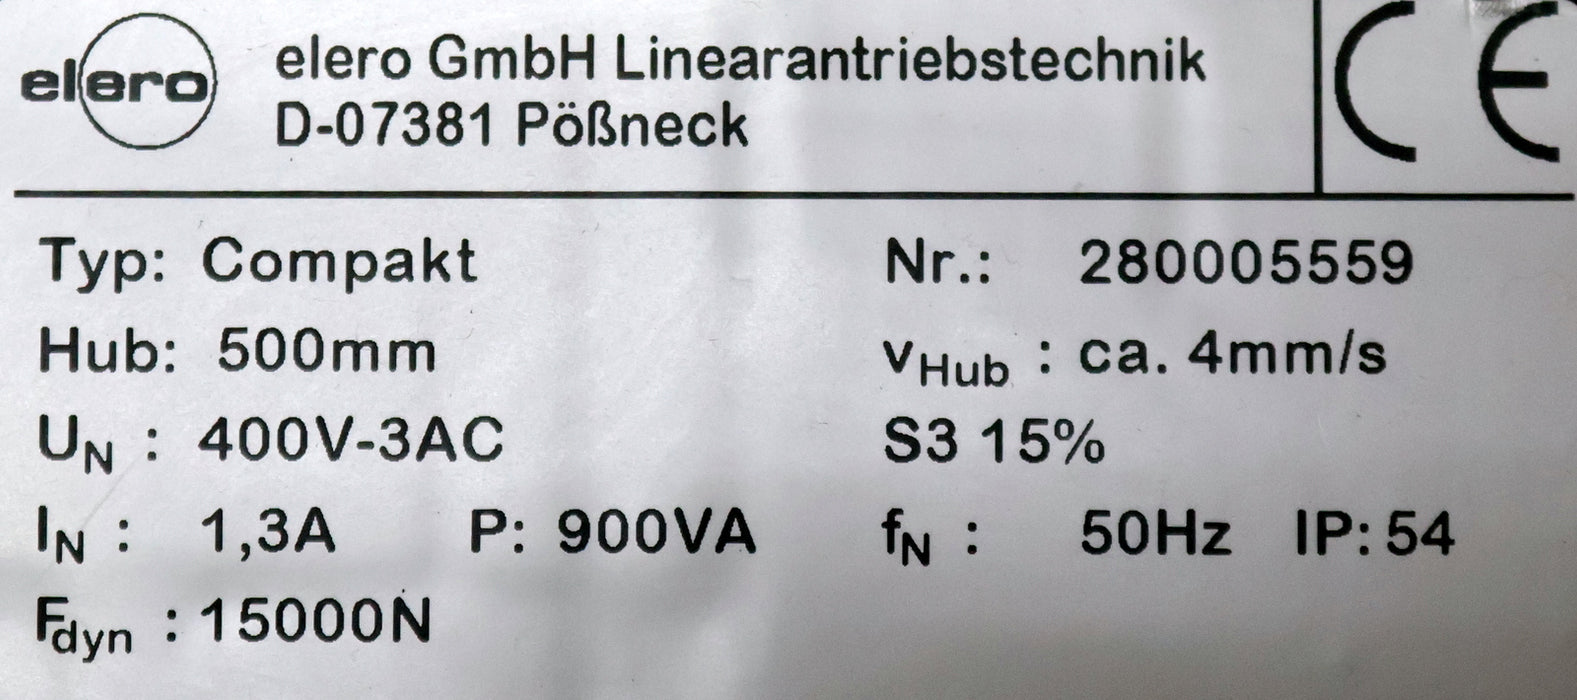 elero
elero GmbH Linearantriebstechnik
D-07381 Pößneck
CE
Typ: Compakt Nr.: 280005559
Hub: 500mm vHub : ca. 4mm/s
UN : 400V-3AC S3 15%
IN : 1,3A P: 900VA fN : 50Hz IP: 54
Fdyn : 15000N